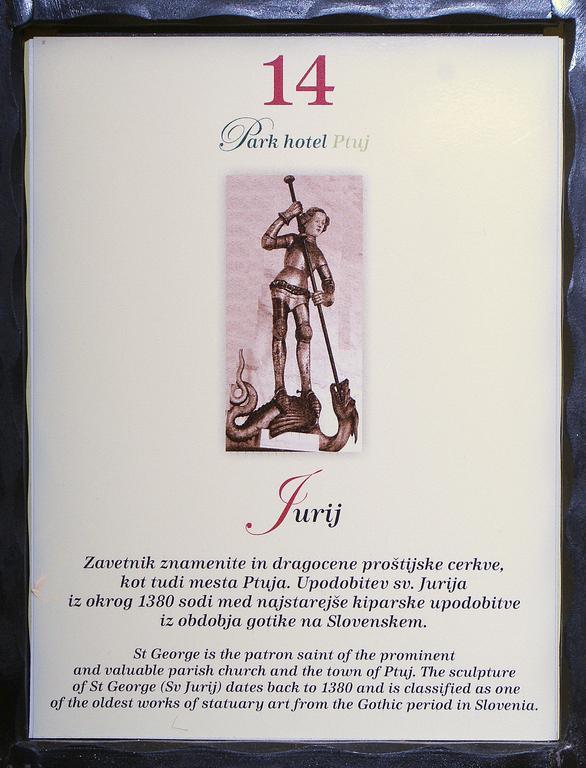 14
Park hotel Ptuj
Jurij
Zavetnik znamenite in dragocene proštijske cerkve,
kot tudi mesta Ptuja. Upodobitev sv. Jurija
iz okrog 1380 sodi med najstarejše kiparske upodobitve
iz obdobja gotike na Slovenskem.
St George is the patron saint of the prominent
and valuable parish church and the town of Ptuj. The sculpture
of St George (Sv Jurij) dates back to 1380 and is classified as one
of the oldest works of statuary art from the Gothic period in Slovenia.